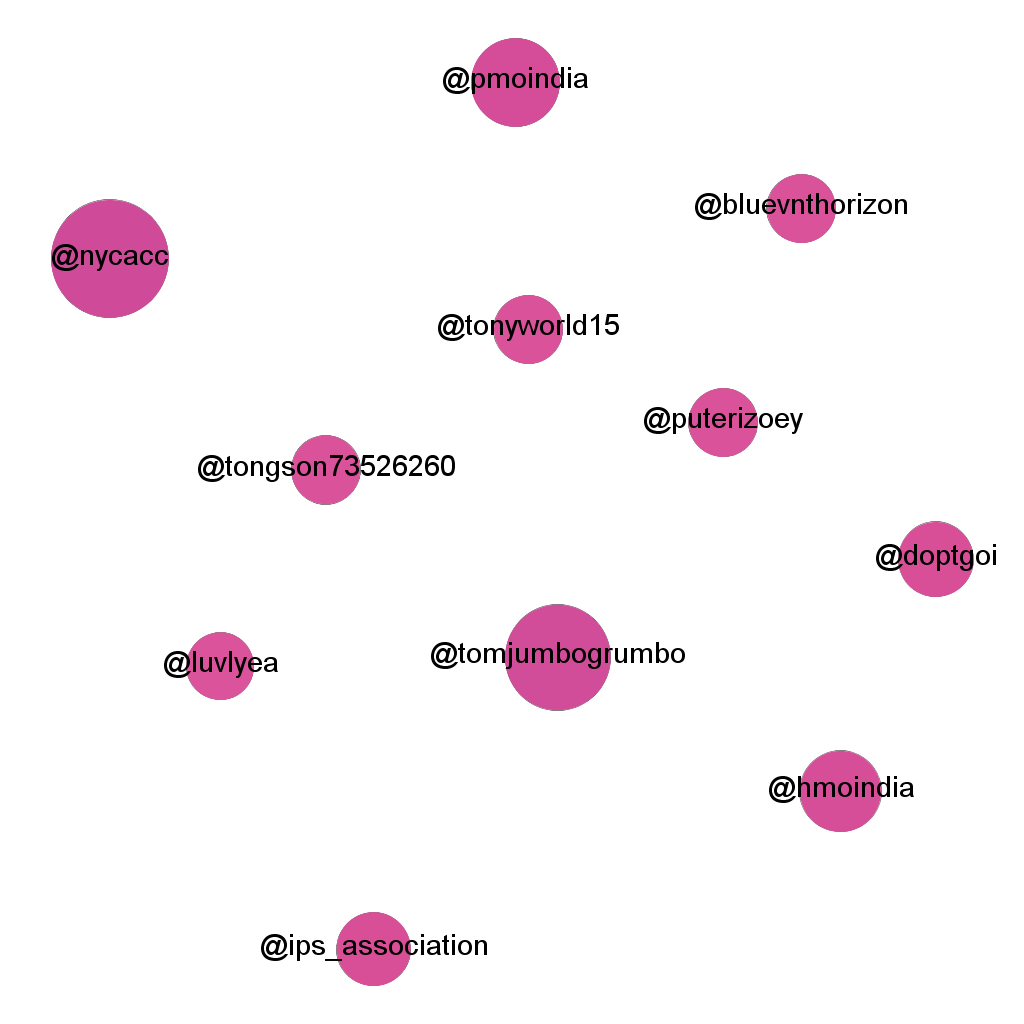 @pmoindia
@bluevnthorizon
@nycacc
@tonyworld15
@puterizoey
@tongson73526260
@doptgoi
@tomjumbogrumbo
@luvlyea
@hmoindia
@ips_association